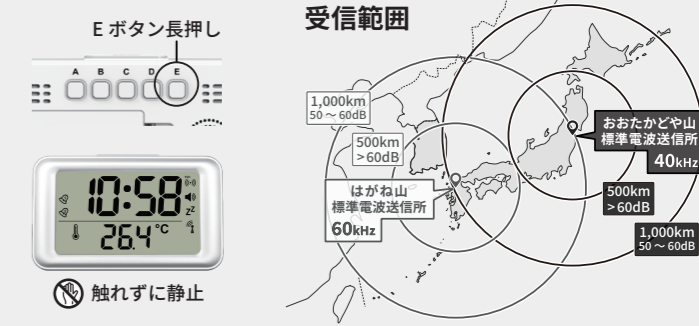 E ボタン長押し
A B C D E
10:58
26.4 °C
zZ
触れずに静止
受信範囲
1,000km
50 ~ 60dB
500km
>60dB
はがね山
標準電波送信所
60kHz
おおたかどや山
標準電波送信所
40kHz
500km
>60dB
1,000km
50 ~ 60dB